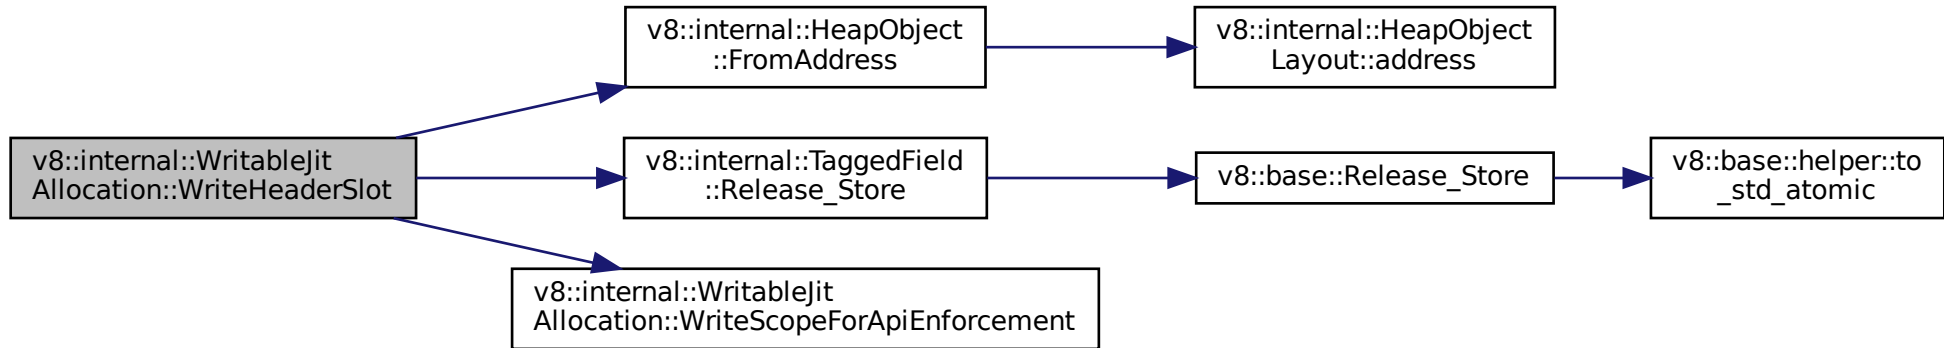 v8::internal::HeapObject
::FromAddress
v8::internal::HeapObject
Layout::address
v8::internal::WritableJit
Allocation::WriteHeaderSlot
v8::internal::TaggedField
::Release_Store
v8::base::Release_Store
v8::base::helper::to
_std_atomic
v8::internal::WritableJit
Allocation::WriteScopeForApiEnforcement